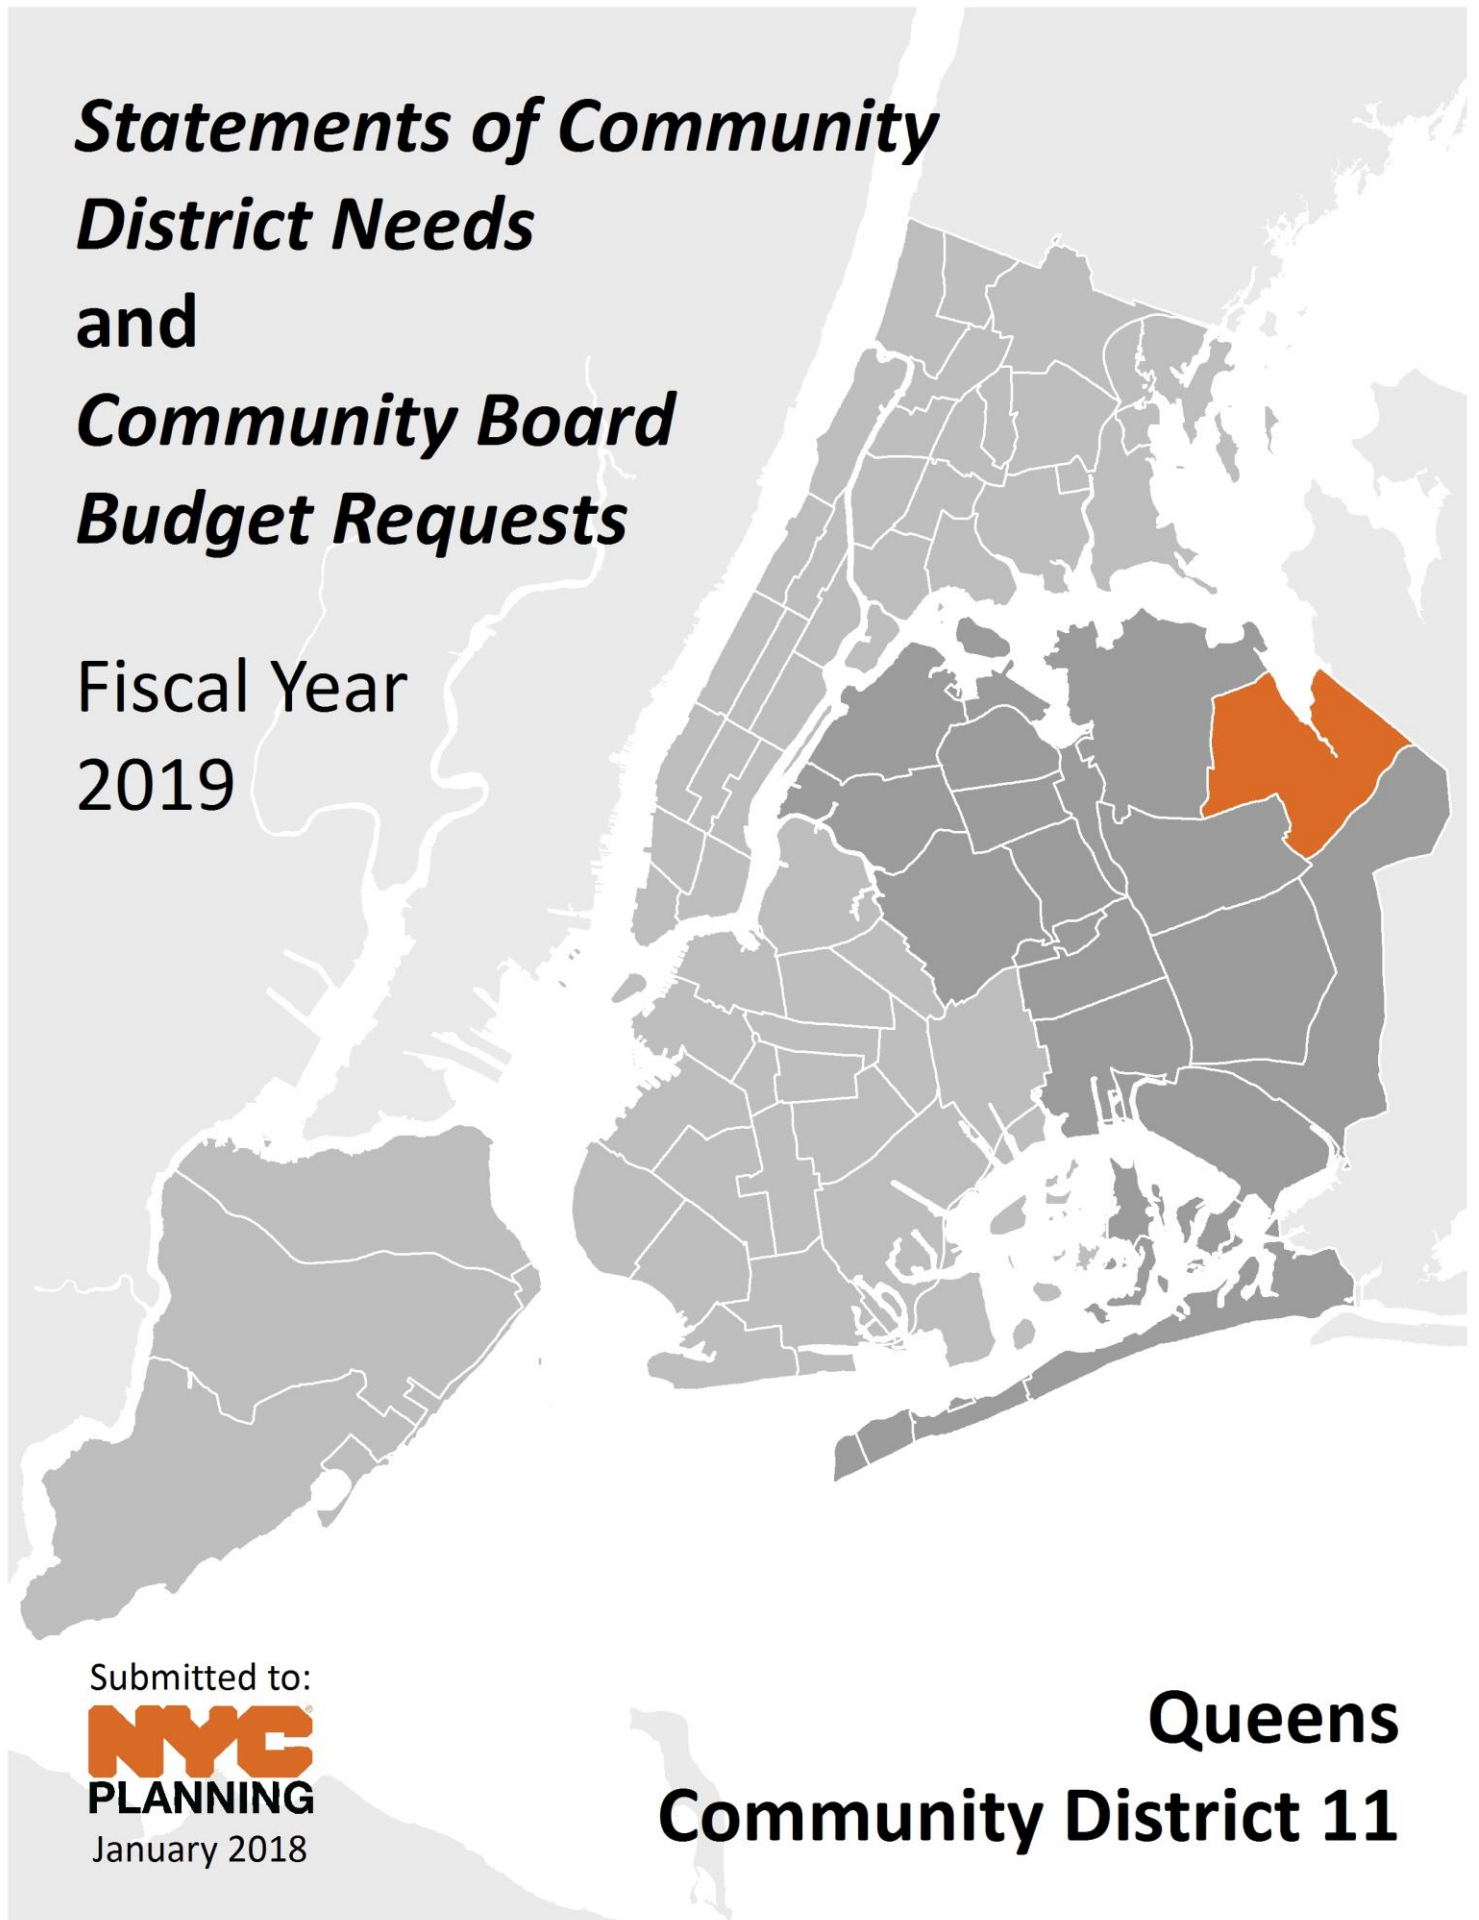 Statements of Community
District Needs
and
Community Board
Budget Requests
Fiscal Year
2019
Submitted to:
NYC
PLANNING
January 2018
Queens
Community District 11